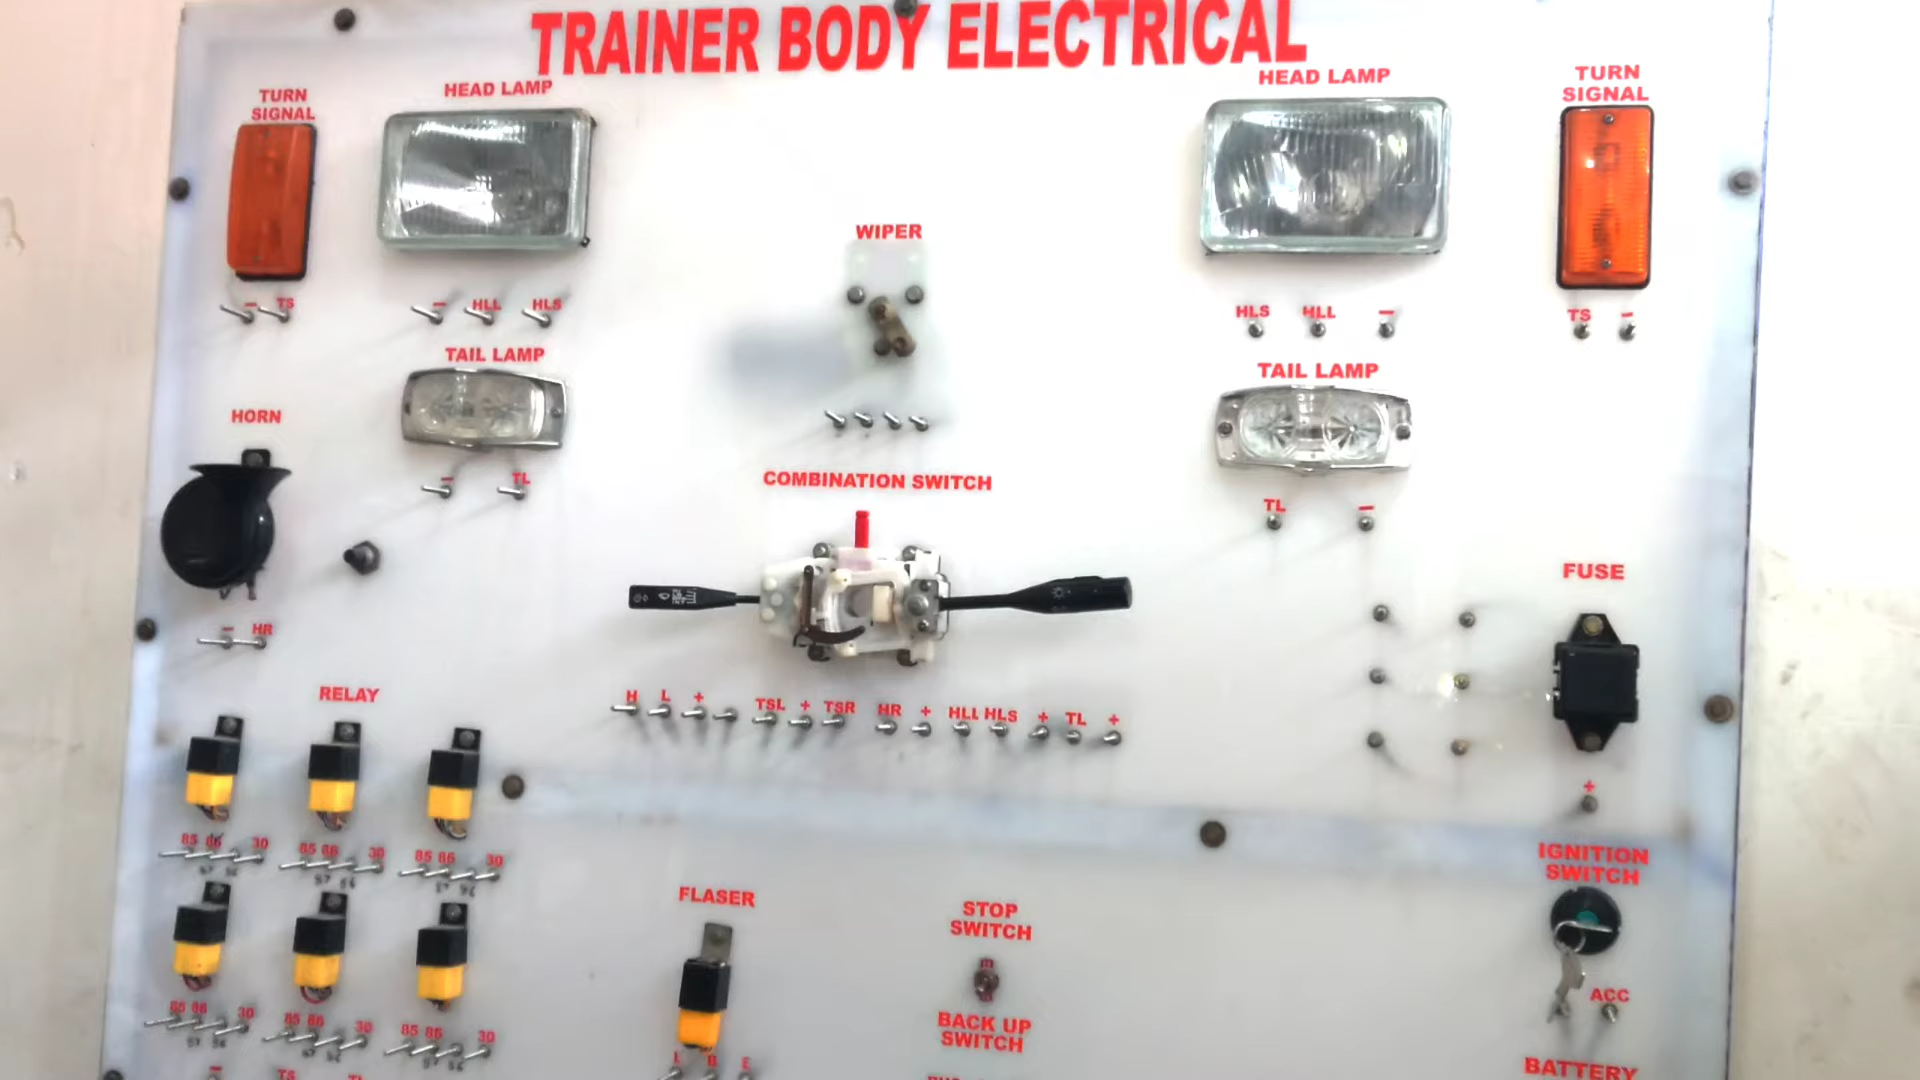 TRAINER BODY ELECTRICAL
TURN
SIGNAL
HEAD LAMP
HEAD LAMP
TURN
SIGNAL
WIPER
- TS
- HLL HLS
HLS HLL -
TS -
TAIL LAMP
TAIL LAMP
HORN
- TL
COMBINATION SWITCH
TL -
FUSE
- HR
RELAY
H L + TSL + TSR HR + HLL HLS + TL +
+
85 86 30
85 86 30
85 86 30
IGNITION
SWITCH
FLASER
STOP
SWITCH
ACC
85 86 30
85 86 30
85 86 30
BACK UP
SWITCH
L B E
BATTERY
- TS TL